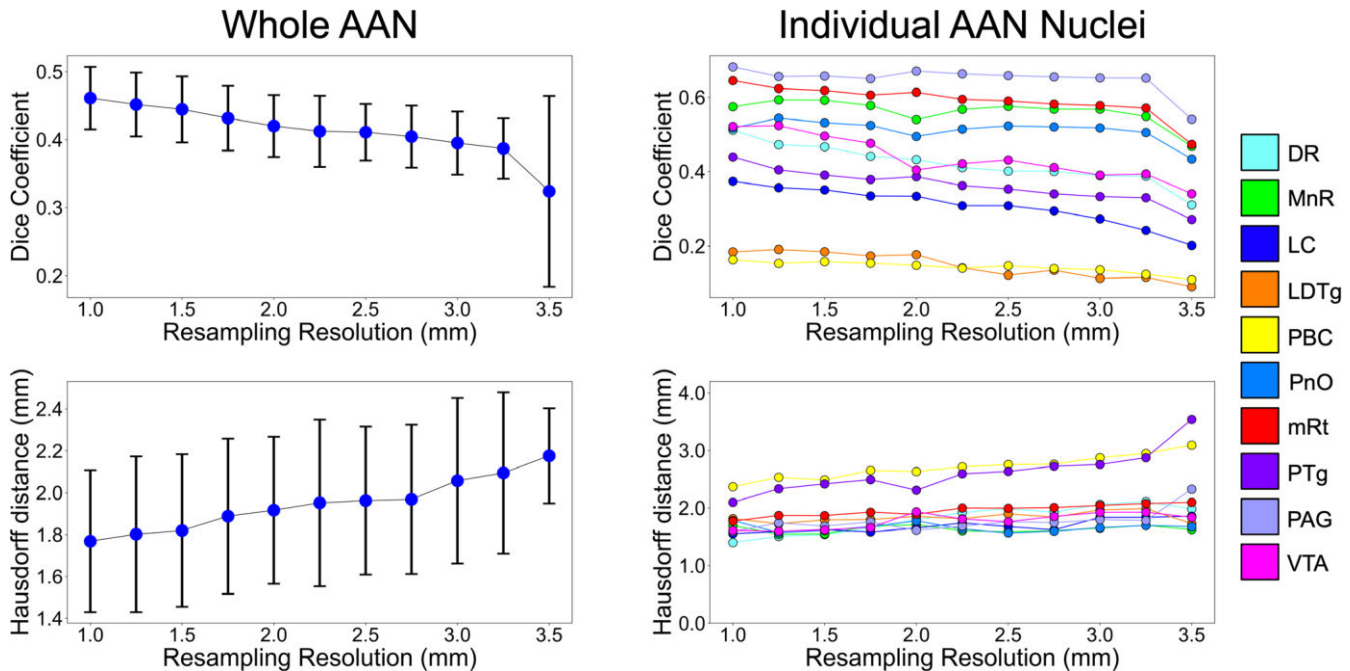 Whole AAN
Individual AAN Nuclei
Dice Coefficient
0.5
0.4
0.3
0.2
1.0 1.5 2.0 2.5 3.0 3.5
Resampling Resolution (mm)
Dice Coefficient
0.6
0.4
0.2
1.0 1.5 2.0 2.5 3.0 3.5
Resampling Resolution (mm)
Hausdorff distance (mm)
2.4
2.2
2.0
1.8
1.6
1.4
1.0 1.5 2.0 2.5 3.0 3.5
Resampling Resolution (mm)
Hausdorff distance (mm)
4.0
3.0
2.0
1.0
0.0
1.0 1.5 2.0 2.5 3.0 3.5
Resampling Resolution (mm)
DR
MnR
LC
LDTg
PBC
PnO
mRt
PTg
PAG
VTA